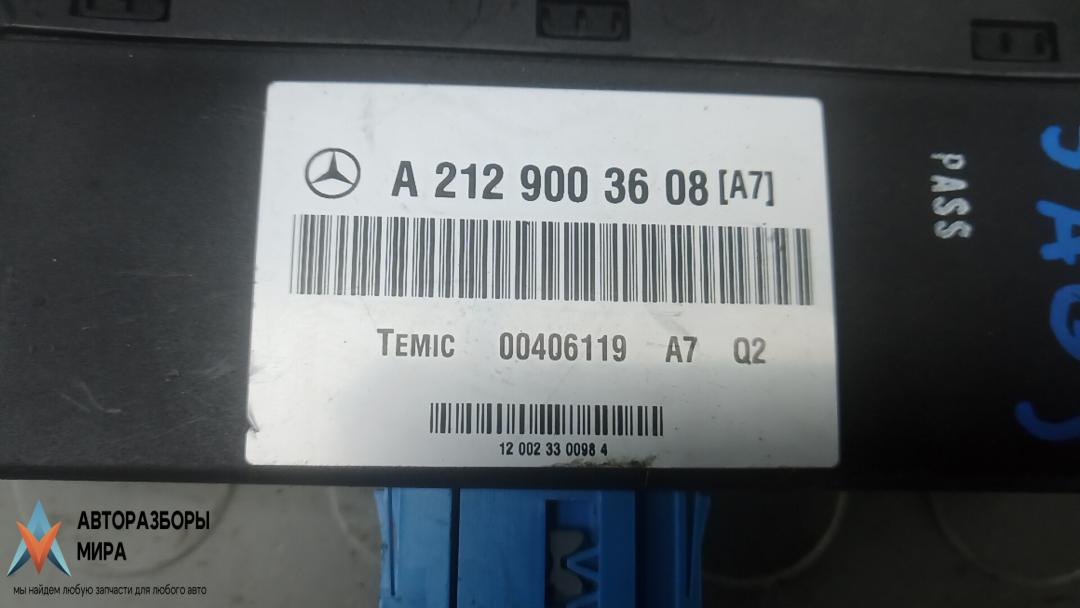 A 212 900 36 08 [A7]
PASS
TEMIC 00406119 A7 Q2
12 002 33 0098 4
АВТОРАЗБОРЫ
МИРА
мы найдем любую запчасти для любого авто